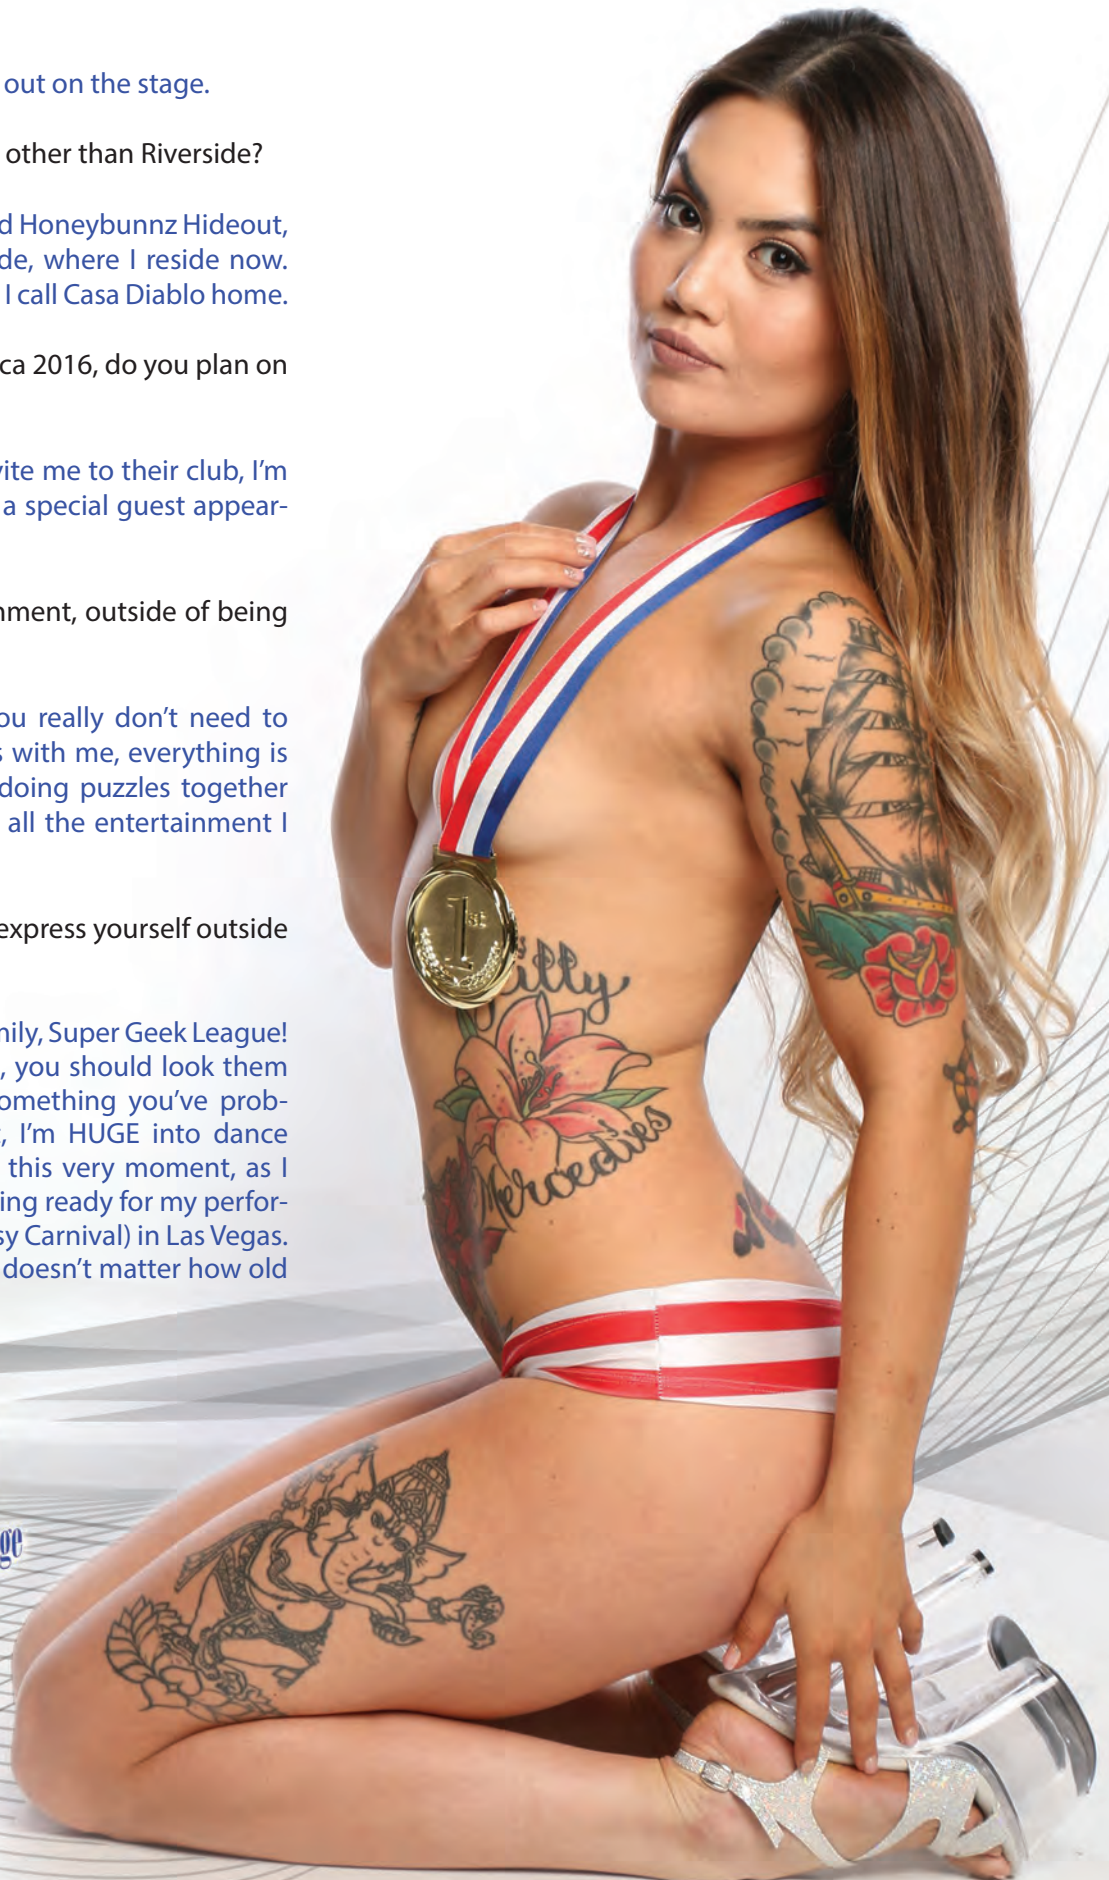 out on the stage.
other than Riverside?
d Honeybunnz Hideout,
de, where I reside now.
I call Casa Diablo home.
ca 2016, do you plan on
vite me to their club, I’m
a special guest appear-
nment, outside of being
ou really don’t need to
s with me, everything is
doing puzzles together
all the entertainment I
express yourself outside
mily, Super Geek League!
, you should look them
omething you’ve prob-
, I’m HUGE into dance
this very moment, as I
ing ready for my perfor-
sy Carnival) in Las Vegas.
doesn’t matter how old
1st
Mercedies
ge